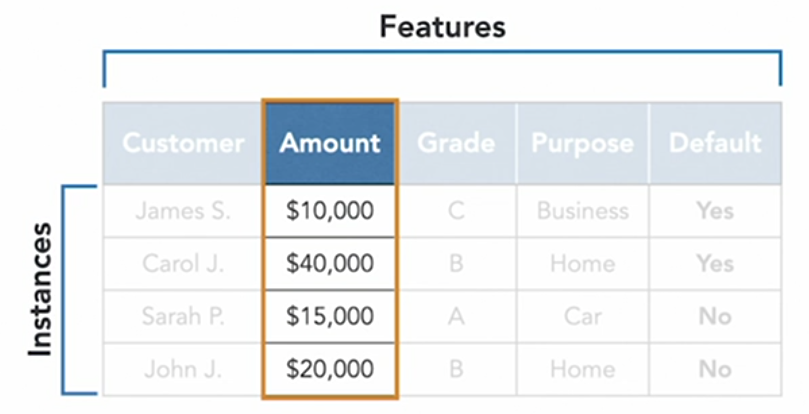 Features
Customer Amount Grade Purpose Default
Instances
James S. $10,000 C Business Yes
Carol J. $40,000 B Home Yes
Sarah P. $15,000 A Car No
John J. $20,000 B Home No